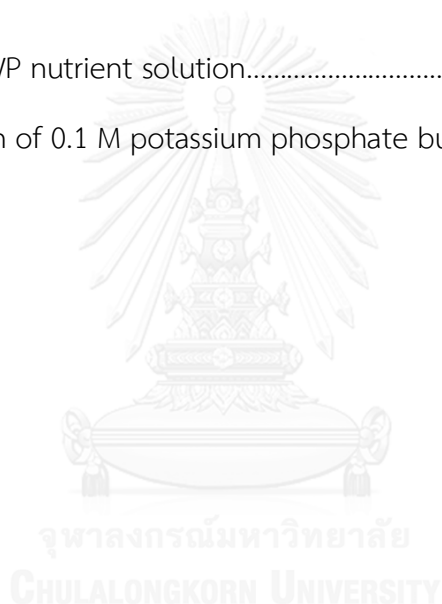 VP nutrient solution...........................
n of 0.1 M potassium phosphate bu
จุฬาลงกรณ์มหาวิทยาลัย
CHULALONGKORN UNIVERSITY